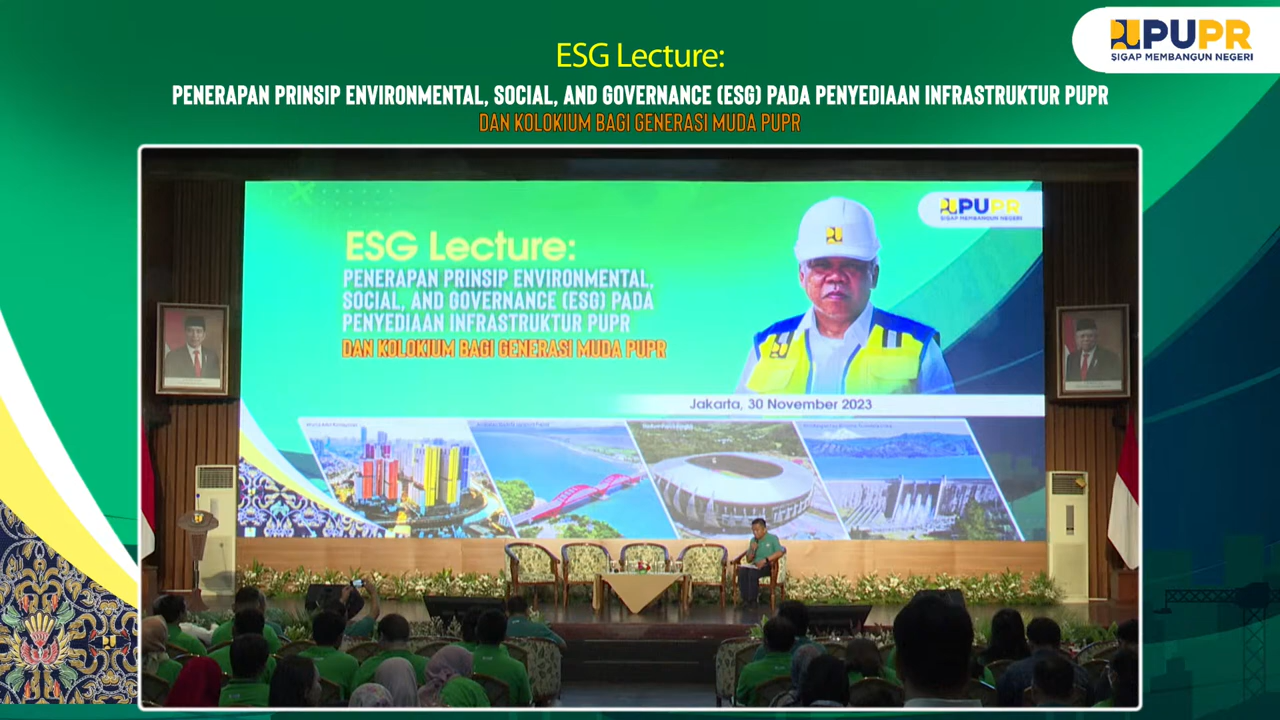 ESG Lecture:
PENERAPAN PRINSIP ENVIRONMENTAL, SOCIAL, AND GOVERNANCE (ESG) PADA PENYEDIAAN INFRASTRUKTUR PUPR
DAN KOLOKIUM BAGI GENERASI MUDA PUPR
PUPR
SIGAP MEMBANGUN NEGERI
PUPR
SIGAP MEMBANGUN NEGERI
ESG Lecture:
PENERAPAN PRINSIP ENVIRONMENTAL,
SOCIAL, AND GOVERNANCE (ESG) PADA
PENYEDIAAN INFRASTRUKTUR PUPR
DAN KOLOKIUM BAGI GENERASI MUDA PUPR
Jakarta, 30 November 2023